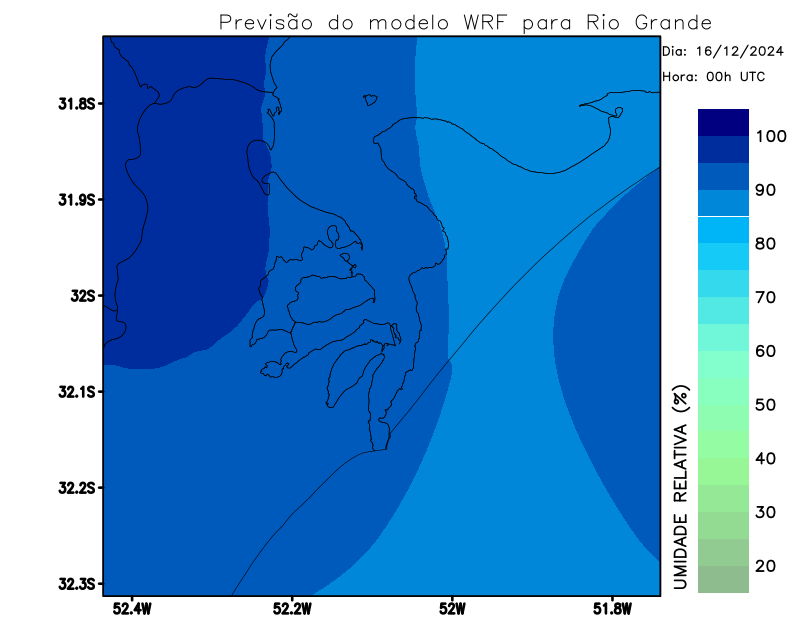 Previsão do modelo WRF para Rio Grande
Dia: 16/12/2024
Hora: 00h UTC
31.8S
31.9S
32S
32.1S
32.2S
32.3S
52.4W
52.2W
52W
51.8W
UMIDADE RELATIVA (%)
100
90
80
70
60
50
40
30
20